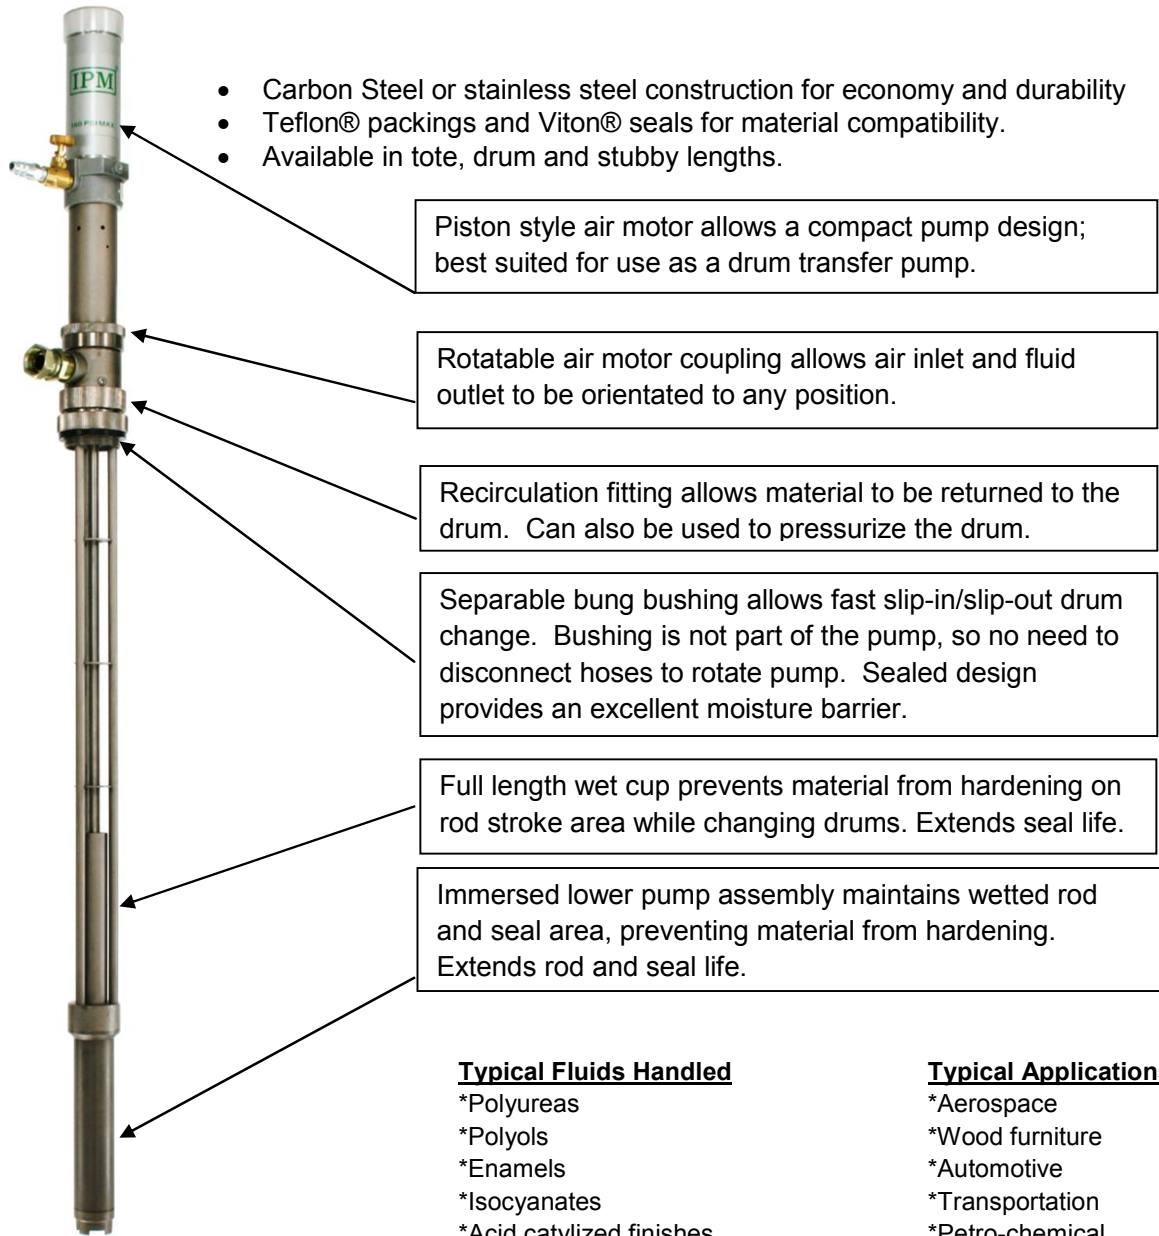 IPM
• Carbon Steel or stainless steel construction for economy and durability
• Teflon® packings and Viton® seals for material compatibility.
• Available in tote, drum and stubby lengths.
Piston style air motor allows a compact pump design;
best suited for use as a drum transfer pump.
Rotatable air motor coupling allows air inlet and fluid
outlet to be orientated to any position.
Recirculation fitting allows material to be returned to the
drum.  Can also be used to pressurize the drum.
Separable bung bushing allows fast slip-in/slip-out drum
change.  Bushing is not part of the pump, so no need to
disconnect hoses to rotate pump.  Sealed design
provides an excellent moisture barrier.
Full length wet cup prevents material from hardening on
rod stroke area while changing drums. Extends seal life.
Immersed lower pump assembly maintains wetted rod
and seal area, preventing material from hardening.
Extends rod and seal life.
Typical Fluids Handled
*Polyureas
*Polyols
*Enamels
*Isocyanates
*Acid catylized finishes
Typical Application
*Aerospace
*Wood furniture
*Automotive
*Transportation
*Petro-chemical